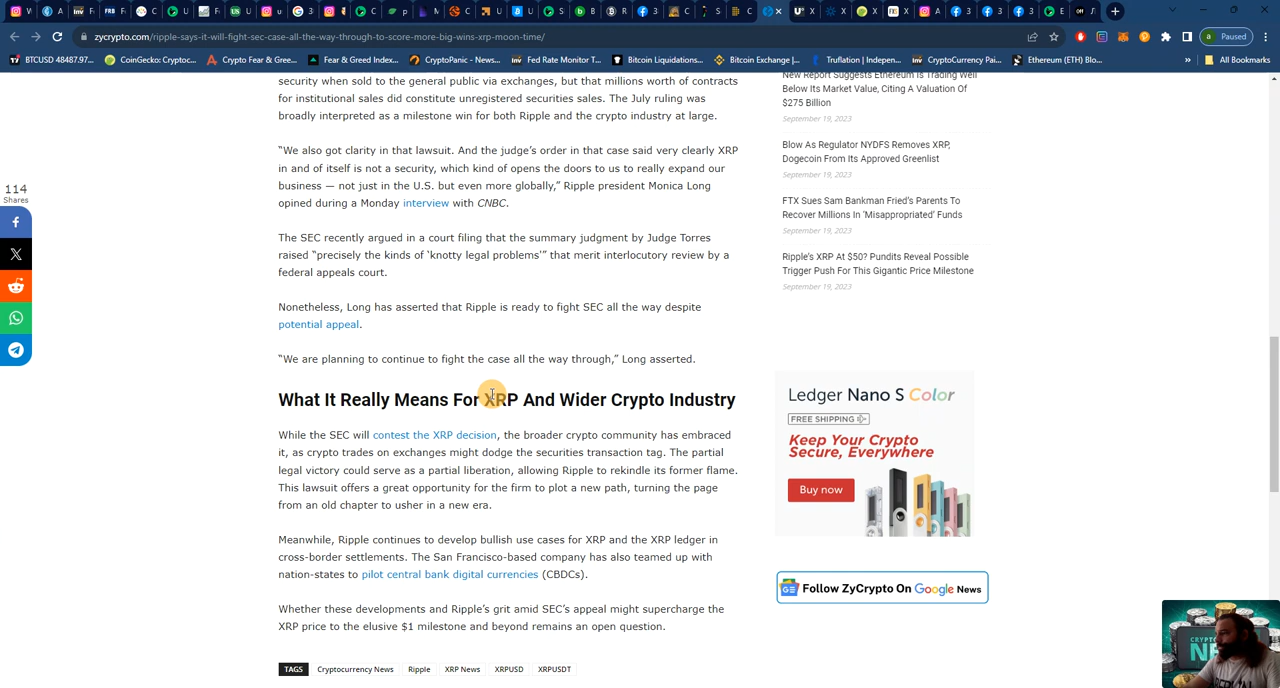 W
A
Fe
FRB
C
U
Fe
US
U
u
3
C
p
M
C
U
U
S
B
R
3
C
S
C
X
X
X
X
A
3
3
3
E
zycrypto.com/ripple-says-it-will-fight-sec-case-all-the-way-through-to-score-more-big-wins-xrp-moon-time/
a Paused
BTCUSD 48487.97...
CoinGecko: Cryptoc...
Crypto Fear & Gree...
Fear & Greed Index...
CryptoPanic - News...
Fed Rate Monitor T...
Bitcoin Liquidations...
Bitcoin Exchange |...
Truflation | Indepen...
CryptoCurrency Pai...
Ethereum (ETH) Blo...
»
All Bookmarks
114
Shares
security when sold to the general public via exchanges, but that millions worth of contracts
for institutional sales did constitute unregistered securities sales. The July ruling was
broadly interpreted as a milestone win for both Ripple and the crypto industry at large.
“We also got clarity in that lawsuit. And the judge’s order in that case said very clearly XRP
in and of itself is not a security, which kind of opens the doors to us to really expand our
business — not just in the U.S. but even more globally,” Ripple president Monica Long
opined during a Monday interview with CNBC.
The SEC recently argued in a court filing that the summary judgment by Judge Torres
raised “precisely the kinds of ‘knotty legal problems’” that merit interlocutory review by a
federal appeals court.
Nonetheless, Long has asserted that Ripple is ready to fight SEC all the way despite
potential appeal.
“We are planning to continue to fight the case all the way through,” Long asserted.
What It Really Means For XRP And Wider Crypto Industry
While the SEC will contest the XRP decision, the broader crypto community has embraced
it, as crypto trades on exchanges might dodge the securities transaction tag. The partial
legal victory could serve as a partial liberation, allowing Ripple to rekindle its former flame.
This lawsuit offers a great opportunity for the firm to plot a new path, turning the page
from an old chapter to usher in a new era.
Meanwhile, Ripple continues to develop bullish use cases for XRP and the XRP ledger in
cross-border settlements. The San Francisco-based company has also teamed up with
nation-states to pilot central bank digital currencies (CBDCs).
Whether these developments and Ripple’s grit amid SEC’s appeal might supercharge the
XRP price to the elusive $1 milestone and beyond remains an open question.
TAGS Cryptocurrency News Ripple XRP News XRPUSD XRPUSDT
New Report Suggests Ethereum Is Trading Well
Below Its Market Value, Citing A Valuation Of
$275 Billion
September 19, 2023
Blow As Regulator NYDFS Removes XRP,
Dogecoin From Its Approved Greenlist
September 19, 2023
FTX Sues Sam Bankman Fried’s Parents To
Recover Millions In ‘Misappropriated’ Funds
September 19, 2023
Ripple’s XRP At $50? Pundits Reveal Possible
Trigger Push For This Gigantic Price Milestone
September 19, 2023
Ledger Nano S Color
FREE SHIPPING
Keep Your Crypto
Secure, Everywhere
Buy now
Follow ZyCrypto On Google News